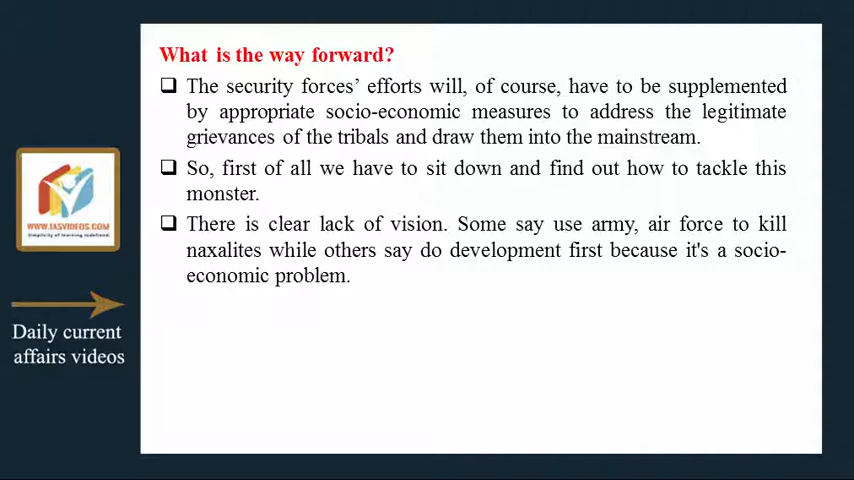 What is the way forward?
❑ The security forces’ efforts will, of course, have to be supplemented
by appropriate socio-economic measures to address the legitimate
grievances of the tribals and draw them into the mainstream.
❑ So, first of all we have to sit down and find out how to tackle this
monster.
❑ There is clear lack of vision. Some say use army, air force to kill
naxalites while others say do development first because it's a socio-
economic problem.
WWW.IASVIDEOS.COM
Simplicity of learning redefined.
Daily current
affairs videos